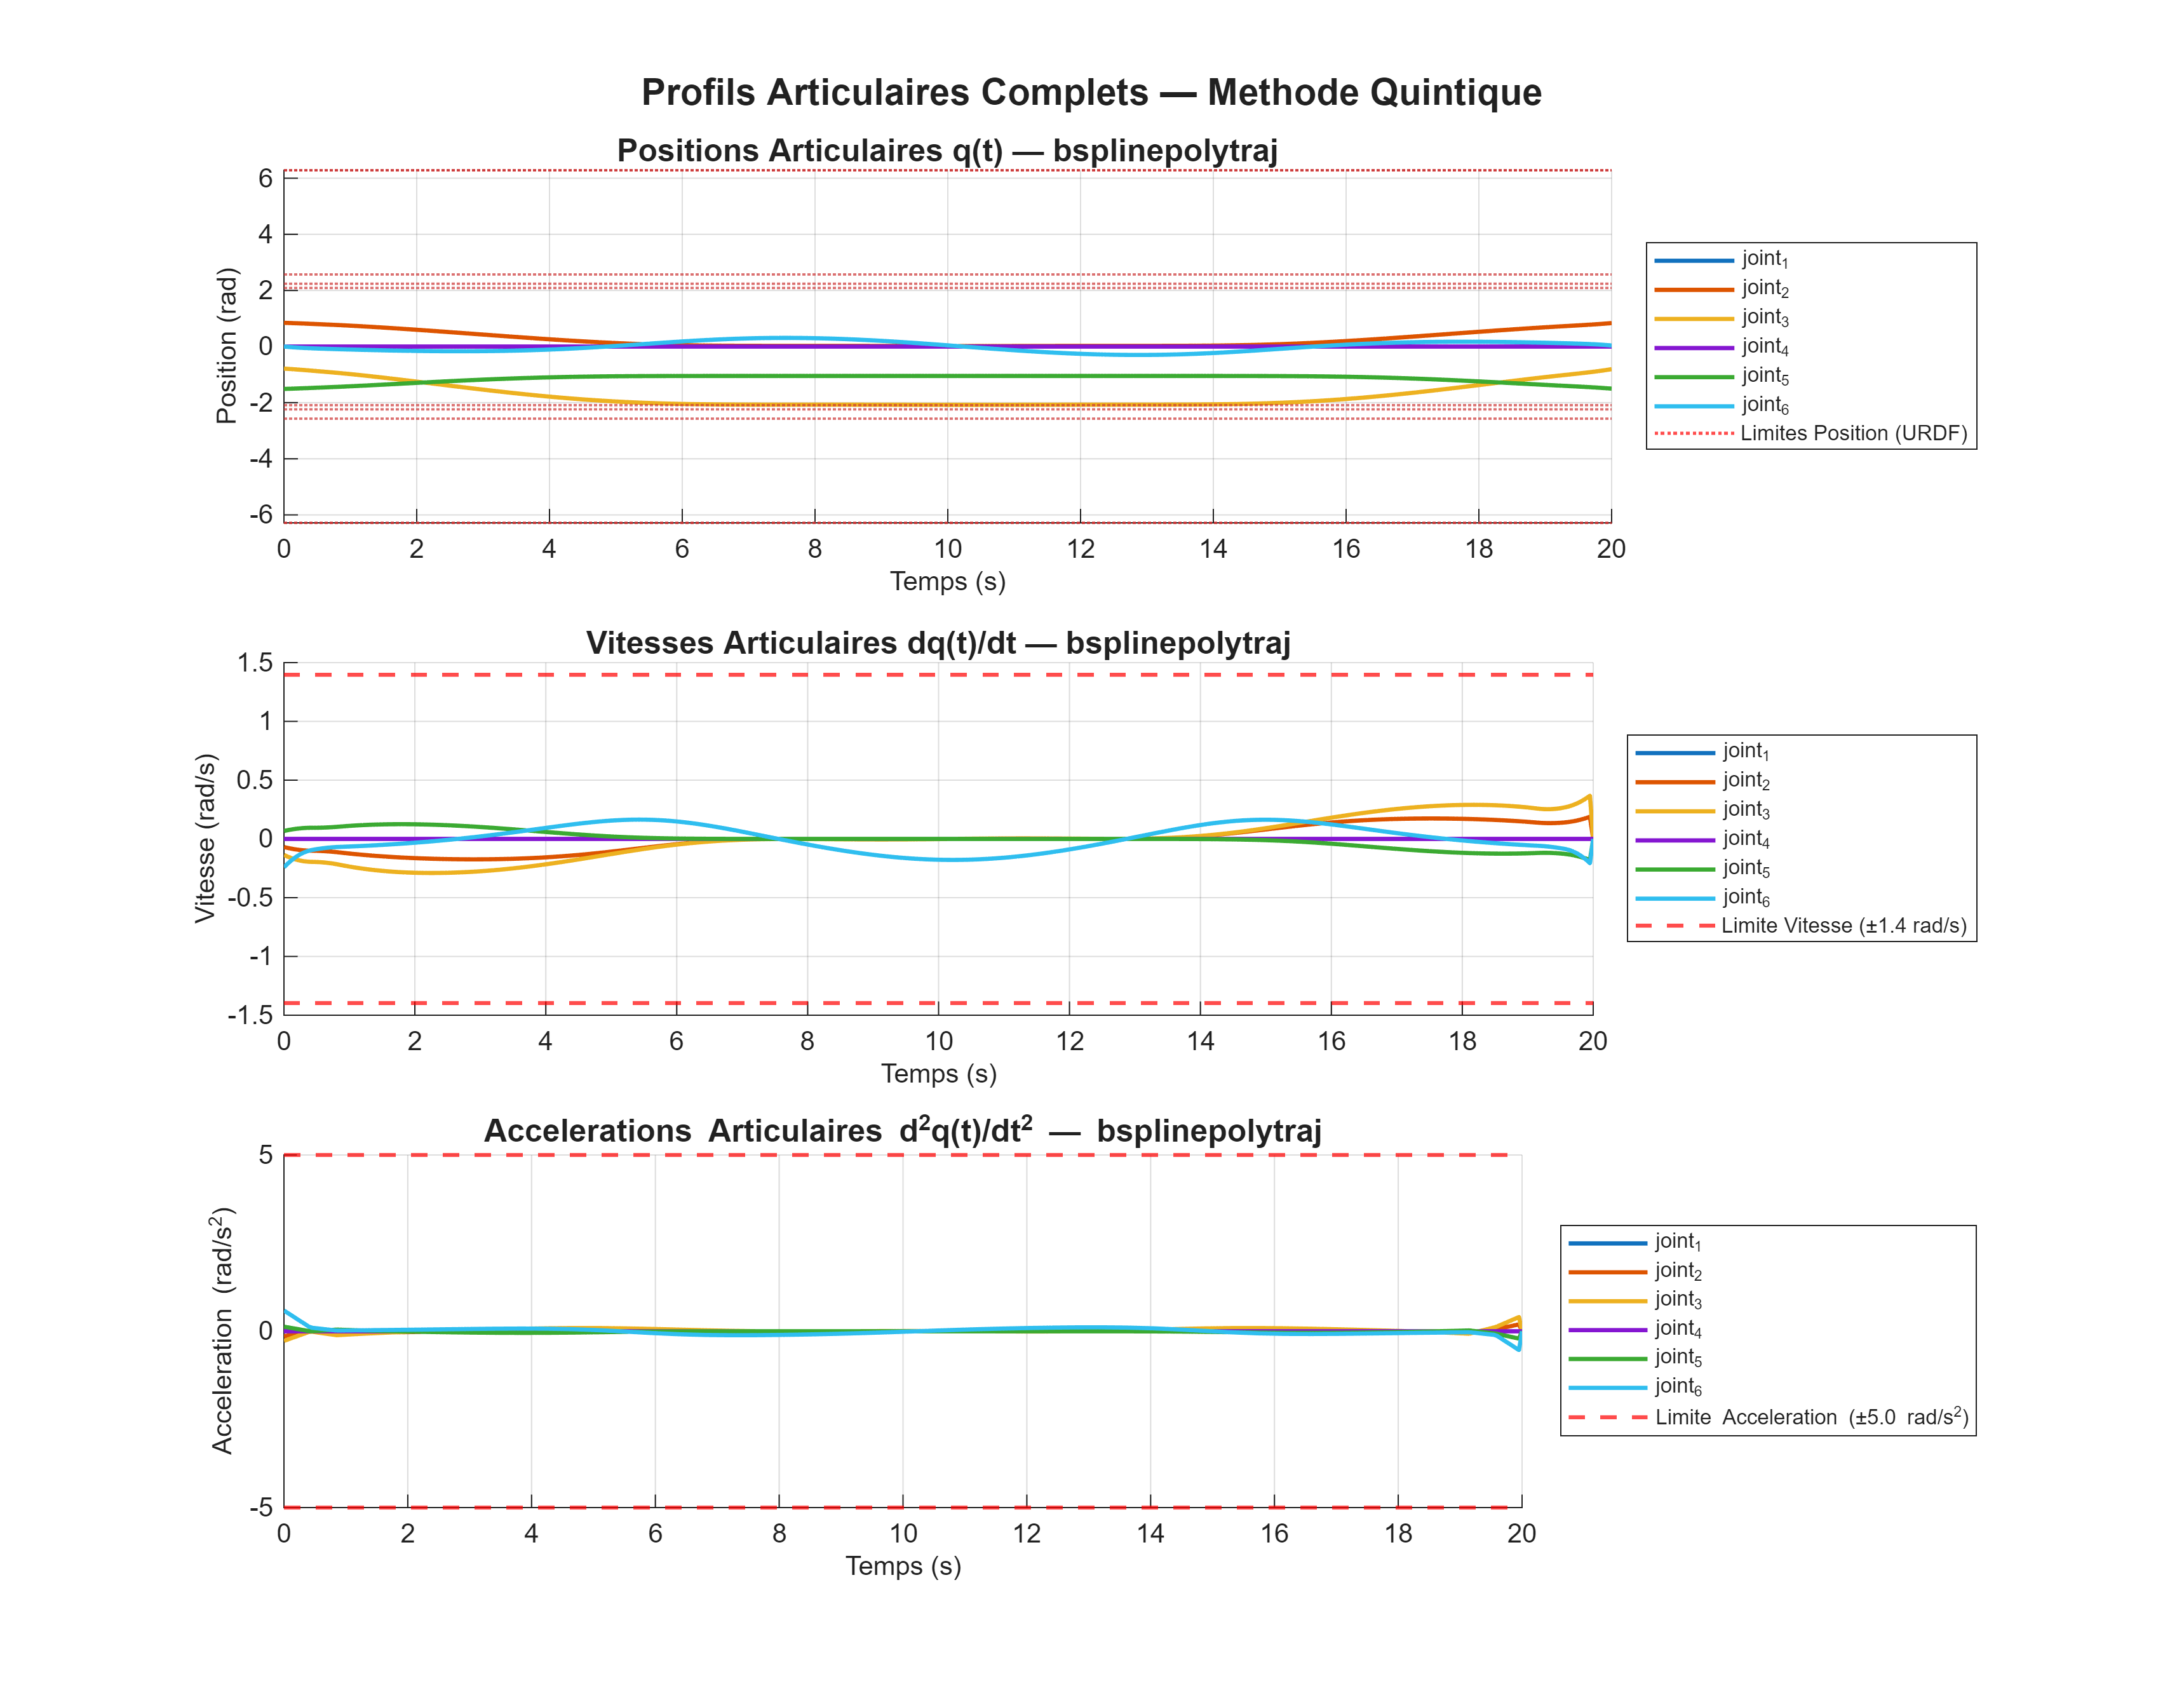 Profils Articulaires Complets — Methode Quintique
Positions Articulaires q(t) — bsplinepolytraj
6
4
2
0
-2
-4
-6
Position (rad)
0 2 4 6 8 10 12 14 16 18 20
Temps (s)
joint₁
joint₂
joint₃
joint₄
joint₅
joint₆
Limites Position (URDF)
Vitesses Articulaires dq(t)/dt — bsplinepolytraj
1.5
1
0.5
0
-0.5
-1
-1.5
Vitesse (rad/s)
0 2 4 6 8 10 12 14 16 18 20
Temps (s)
joint₁
joint₂
joint₃
joint₄
joint₅
joint₆
Limite Vitesse (±1.4 rad/s)
Accelerations Articulaires d²q(t)/dt² — bsplinepolytraj
5
0
-5
Acceleration (rad/s²)
0 2 4 6 8 10 12 14 16 18 20
Temps (s)
joint₁
joint₂
joint₃
joint₄
joint₅
joint₆
Limite Acceleration (±5.0 rad/s²)